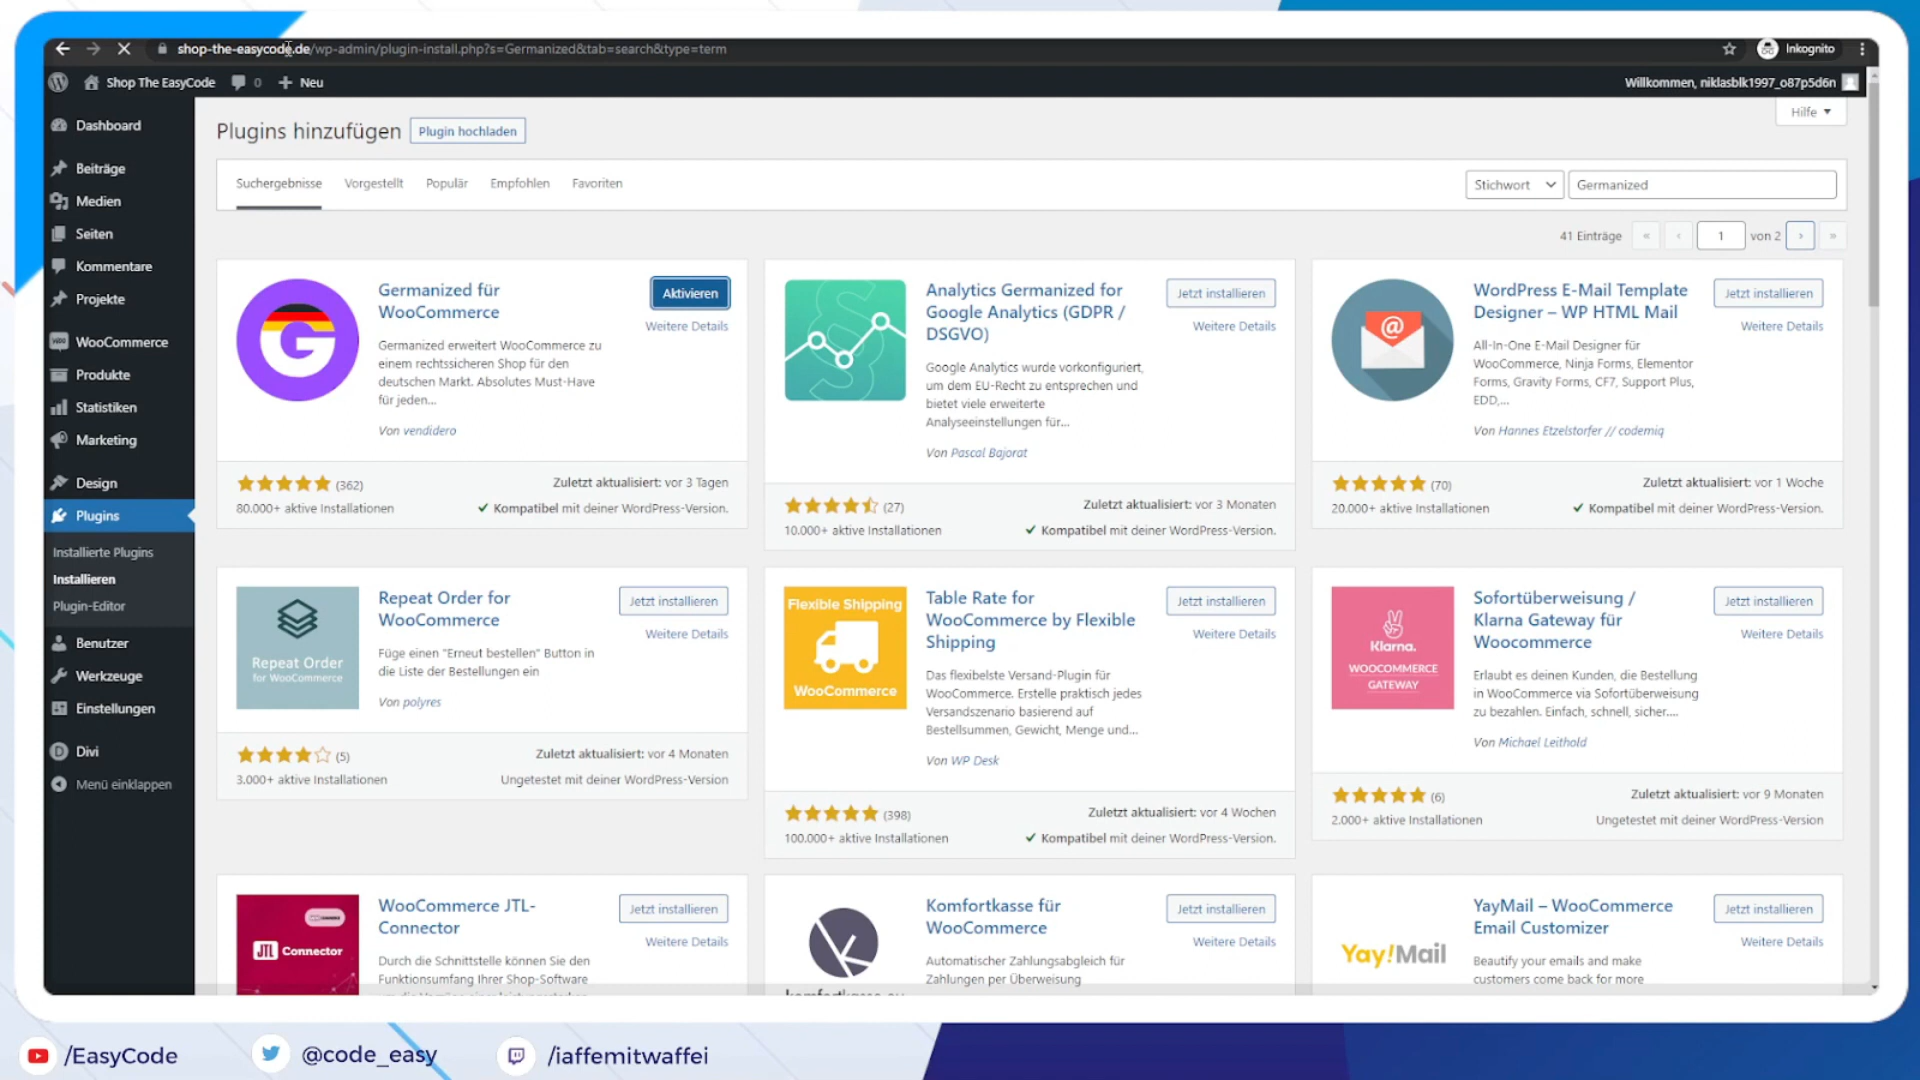 shop-the-easycode.de/wp-admin/plugin-install.php?s=Germanized&tab=search&type=term
Inkognito
Shop The EasyCode
0
Neu
Willkommen, niklasblk1997_o87p5d6n
Dashboard
Beiträge
Medien
Seiten
Kommentare
Projekte
WooCommerce
Produkte
Statistiken
Marketing
Design
Plugins
Installierte Plugins
Installieren
Plugin-Editor
Benutzer
Werkzeuge
Einstellungen
Divi
Menü einklappen
Hilfe
Plugins hinzufügen
Plugin hochladen
Suchergebnisse
Vorgestellt
Populär
Empfohlen
Favoriten
Stichwort
Germanized
41 Einträge
«
‹
1
von 2
›
»
Germanized für
WooCommerce
Aktivieren
Weitere Details
Germanized erweitert WooCommerce zu
einem rechtssicheren Shop für den
deutschen Markt. Absolutes Must-Have
für jeden...
Von vendidero
(362)
80.000+ aktive Installationen
Zuletzt aktualisiert: vor 3 Tagen
Kompatibel mit deiner WordPress-Version.
Analytics Germanized for
Google Analytics (GDPR /
DSGVO)
Jetzt installieren
Weitere Details
Google Analytics wurde vorkonfiguriert,
um dem EU-Recht zu entsprechen und
bietet viele erweiterte
Analyseeinstellungen für...
Von Pascal Bajorat
(27)
10.000+ aktive Installationen
Zuletzt aktualisiert: vor 3 Monaten
Kompatibel mit deiner WordPress-Version.
WordPress E-Mail Template
Designer – WP HTML Mail
Jetzt installieren
Weitere Details
All-In-One E-Mail Designer für
WooCommerce, Ninja Forms, Elementor
Forms, Gravity Forms, CF7, Support Plus,
EDD,...
Von Hannes Etzelstorfer // codemiq
(70)
20.000+ aktive Installationen
Zuletzt aktualisiert: vor 1 Woche
Kompatibel mit deiner WordPress-Version.
Repeat Order
for WooCommerce
Repeat Order for
WooCommerce
Jetzt installieren
Weitere Details
Füge einen "Erneut bestellen" Button in
die Liste der Bestellungen ein
Von polyres
(5)
3.000+ aktive Installationen
Zuletzt aktualisiert: vor 4 Monaten
Ungetestet mit deiner WordPress-Version
Flexible Shipping
WooCommerce
Table Rate for
WooCommerce by Flexible
Shipping
Jetzt installieren
Weitere Details
Das flexibelste Versand-Plugin für
WooCommerce. Erstelle praktisch jedes
Versandszenario basierend auf
Bestellsummen, Gewicht, Menge und...
Von WP Desk
(398)
100.000+ aktive Installationen
Zuletzt aktualisiert: vor 4 Wochen
Kompatibel mit deiner WordPress-Version.
Klarna.
WOOCOMMERCE
GATEWAY
Sofortüberweisung /
Klarna Gateway für
Woocommerce
Jetzt installieren
Weitere Details
Erlaubt es deinen Kunden, die Bestellung
in WooCommerce via Sofortüberweisung
zu bezahlen. Einfach, schnell, sicher....
Von Michael Leithold
(6)
2.000+ aktive Installationen
Zuletzt aktualisiert: vor 9 Monaten
Ungetestet mit deiner WordPress-Version
JTL Connector
WooCommerce JTL-
Connector
Jetzt installieren
Weitere Details
Durch die Schnittstelle können Sie den
Funktionsumfang Ihrer Shop-Software
Komfortkasse für
WooCommerce
Jetzt installieren
Weitere Details
Automatischer Zahlungsabgleich für
Zahlungen per Überweisung
Yay!Mail
YayMail – WooCommerce
Email Customizer
Jetzt installieren
Weitere Details
Beautify your emails and make
customers come back for more
/EasyCode
@code_easy
/iaffemitwaffei